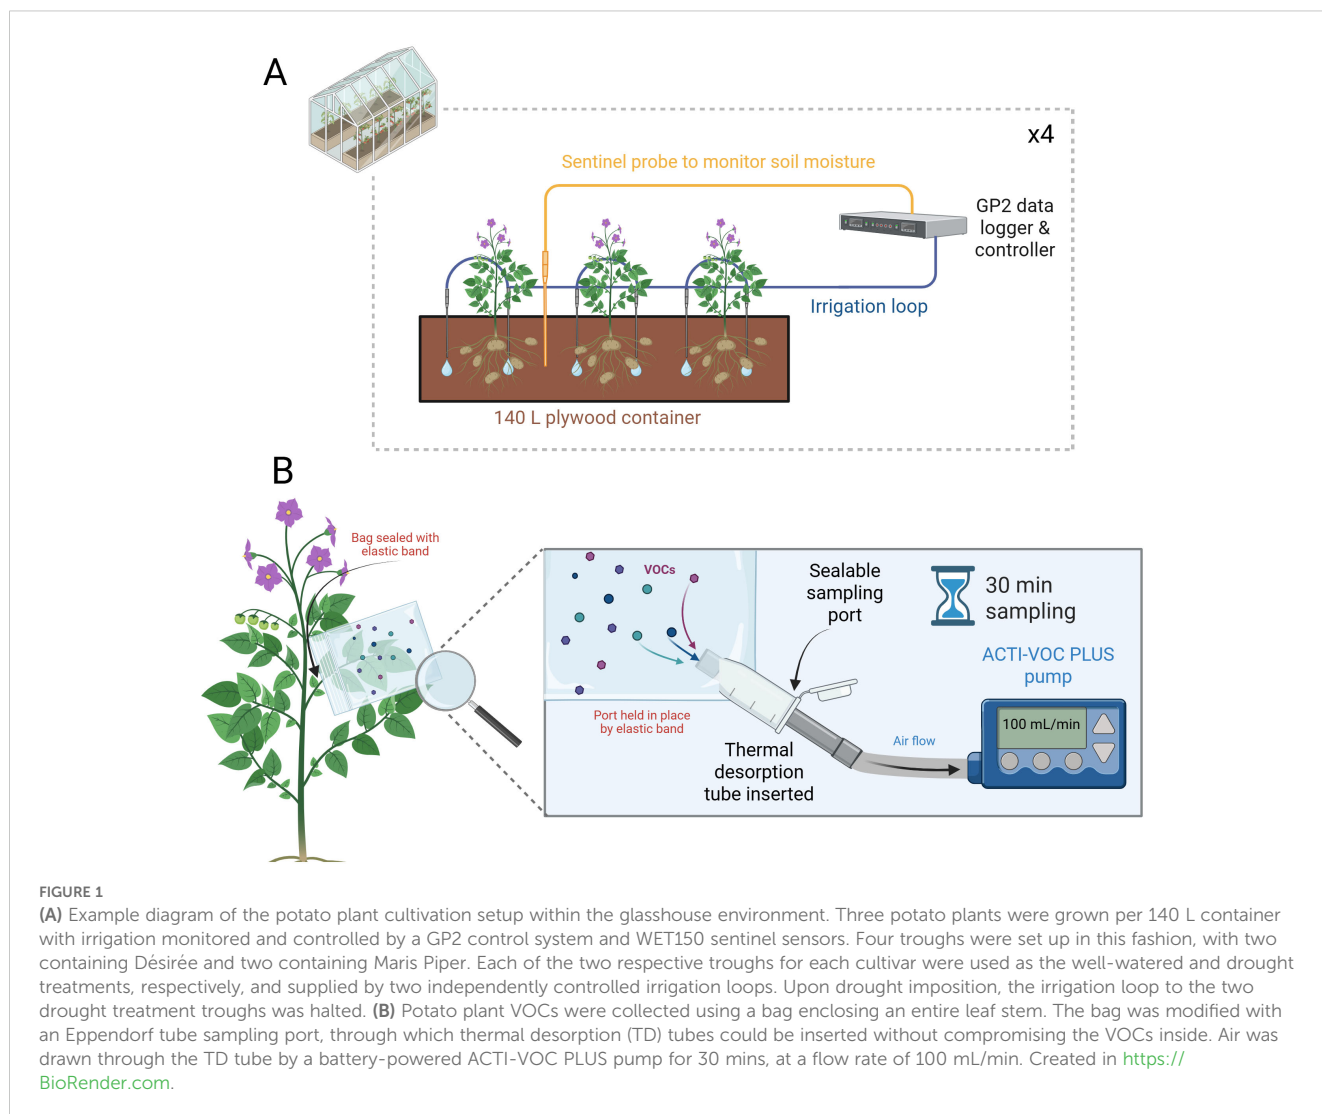 A
x4
Sentinel probe to monitor soil moisture
GP2 data
logger &
controller
Irrigation loop
140 L plywood container
B
Bag sealed with
elastic band
VOCs
Sealable
sampling
port
30 min
sampling
ACTI-VOC PLUS
pump
100 mL/min
Port held in place
by elastic band
Air flow
Thermal
desorption
tube inserted
FIGURE 1
(A) Example diagram of the potato plant cultivation setup within the glasshouse environment. Three potato plants were grown per 140 L container
with irrigation monitored and controlled by a GP2 control system and WET150 sentinel sensors. Four troughs were set up in this fashion, with two
containing Désirée and two containing Maris Piper. Each of the two respective troughs for each cultivar were used as the well-watered and drought
treatments, respectively, and supplied by two independently controlled irrigation loops. Upon drought imposition, the irrigation loop to the two
drought treatment troughs was halted. (B) Potato plant VOCs were collected using a bag enclosing an entire leaf stem. The bag was modified with
an Eppendorf tube sampling port, through which thermal desorption (TD) tubes could be inserted without compromising the VOCs inside. Air was
drawn through the TD tube by a battery-powered ACTI-VOC PLUS pump for 30 mins, at a flow rate of 100 mL/min. Created in https://
BioRender.com.